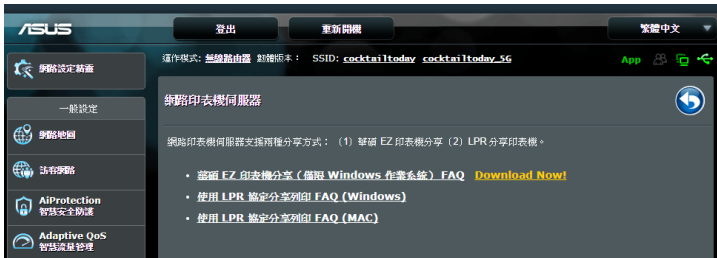 ASUS
登出
重新開機
繁體中文
運作模式: 無線路由器 韌體版本: SSID: cocktailtoday cocktailtoday_5G
App
網路設定精靈
一般設定
網路地圖
訪客網路
AiProtection
智慧安全防護
Adaptive QoS
智慧流量管理
網路印表機伺服器
網路印表機伺服器支援兩種分享方式： (1) 華碩 EZ 印表機分享 (2) LPR 分享印表機。
華碩 EZ 印表機分享 (僅限 Windows 作業系統) FAQ Download Now!
使用 LPR 協定分享列印 FAQ (Windows)
使用 LPR 協定分享列印 FAQ (MAC)